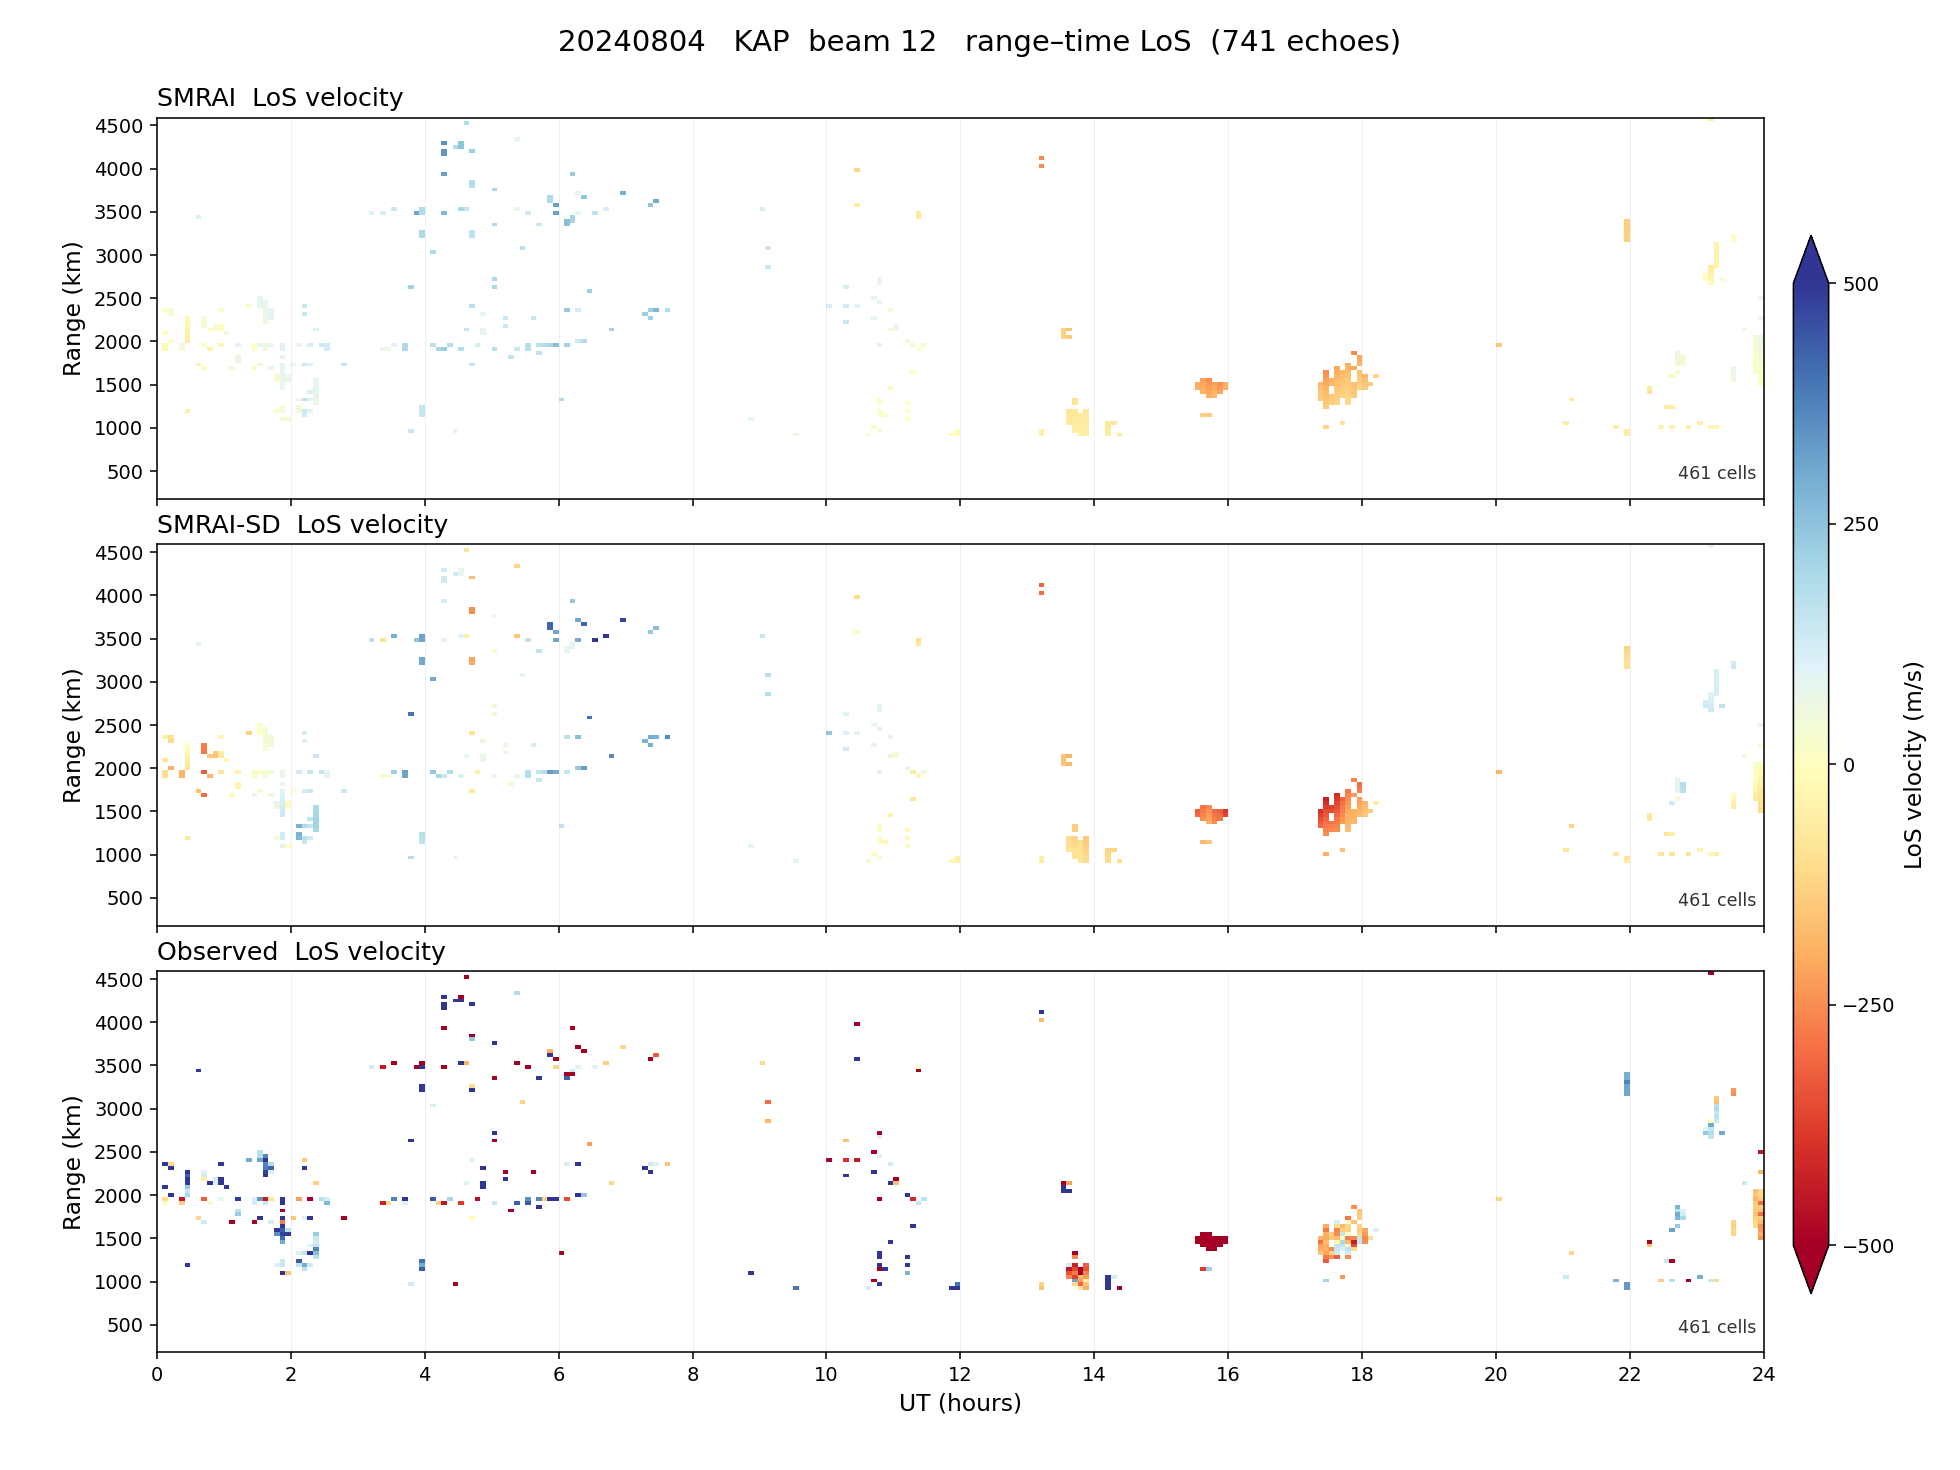 20240804   KAP  beam 12   range–time LoS  (741 echoes)
SMRAI  LoS velocity
4500
4000
3500
3000
2500
2000
1500
1000
500
Range (km)
461 cells
SMRAI-SD  LoS velocity
4500
4000
3500
3000
2500
2000
1500
1000
500
Range (km)
461 cells
Observed  LoS velocity
4500
4000
3500
3000
2500
2000
1500
1000
500
Range (km)
461 cells
0 2 4 6 8 10 12 14 16 18 20 22 24
UT (hours)
500
250
0
−250
−500
LoS velocity (m/s)